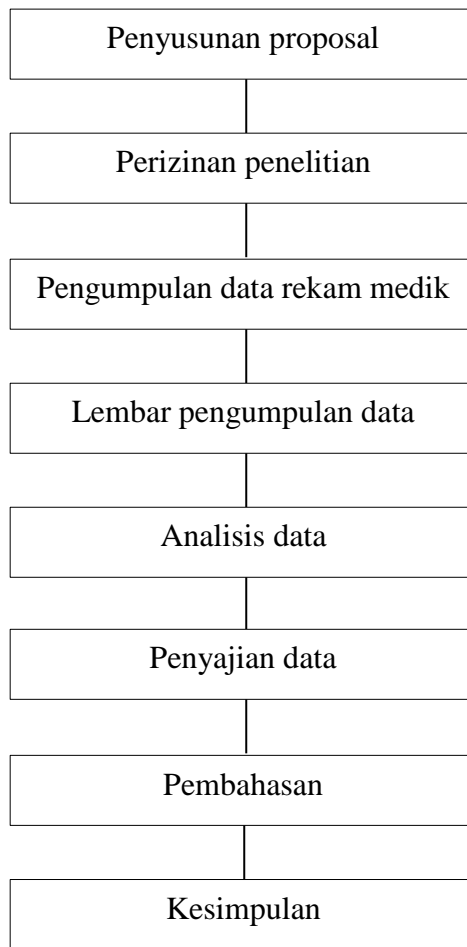 Penyusunan proposal
Perizinan penelitian
Pengumpulan data rekam medik
Lembar pengumpulan data
Analisis data
Penyajian data
Pembahasan
Kesimpulan